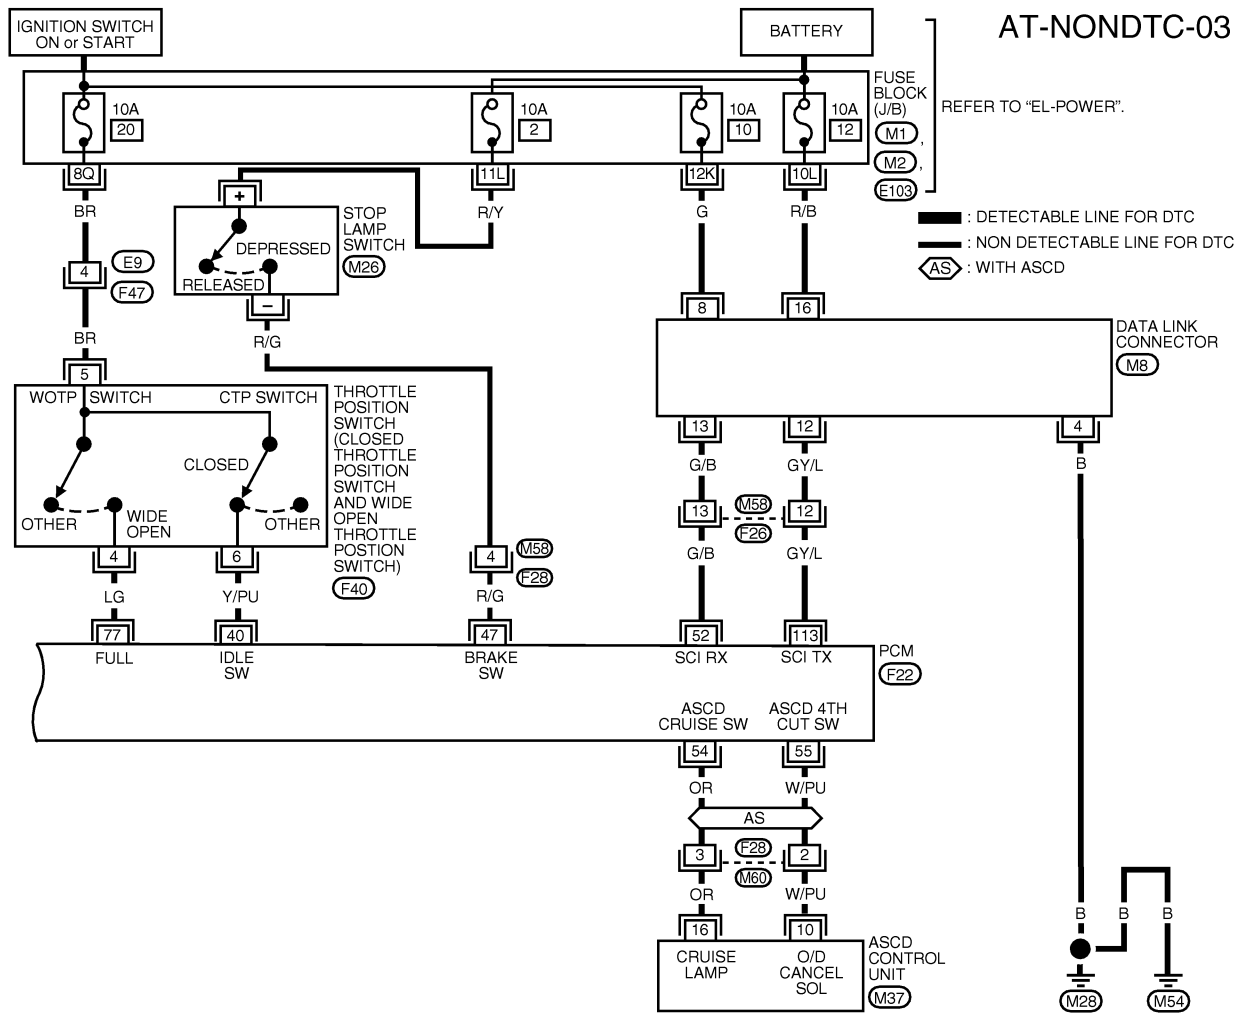 IGNITION SWITCH
ON or START
BATTERY
AT-NONDTC-03
FUSE
BLOCK
(J/B)
M1 ,
M2 ,
E103
REFER TO “EL-POWER”.
10A
20
10A
2
10A
10
10A
12
8Q
11L
12K
10L
BR
R/Y
G
R/B
+
STOP
LAMP
SWITCH
M26
DEPRESSED
RELEASED
−
: DETECTABLE LINE FOR DTC
: NON DETECTABLE LINE FOR DTC
AS : WITH ASCD
4
E9
F47
BR
R/G
8
16
DATA LINK
CONNECTOR
M8
5
WOTP SWITCH
CTP SWITCH
CLOSED
OTHER
WIDE
OPEN
OTHER
THROTTLE
POSITION
SWITCH
(CLOSED
THROTTLE
POSITION
SWITCH
AND WIDE
OPEN
THROTTLE
POSTION
SWITCH)
F40
13
12
4
G/B
GY/L
B
13
M58
F26
12
G/B
GY/L
4
6
4
M58
F28
LG
Y/PU
R/G
77
40
47
52
113
FULL
IDLE
SW
BRAKE
SW
SCI RX
SCI TX
PCM
F22
ASCD
CRUISE SW
ASCD 4TH
CUT SW
54
55
OR
W/PU
AS
3
F28
M60
2
OR
W/PU
16
10
CRUISE
LAMP
O/D
CANCEL
SOL
ASCD
CONTROL
UNIT
M37
B
B
B
M28
M54